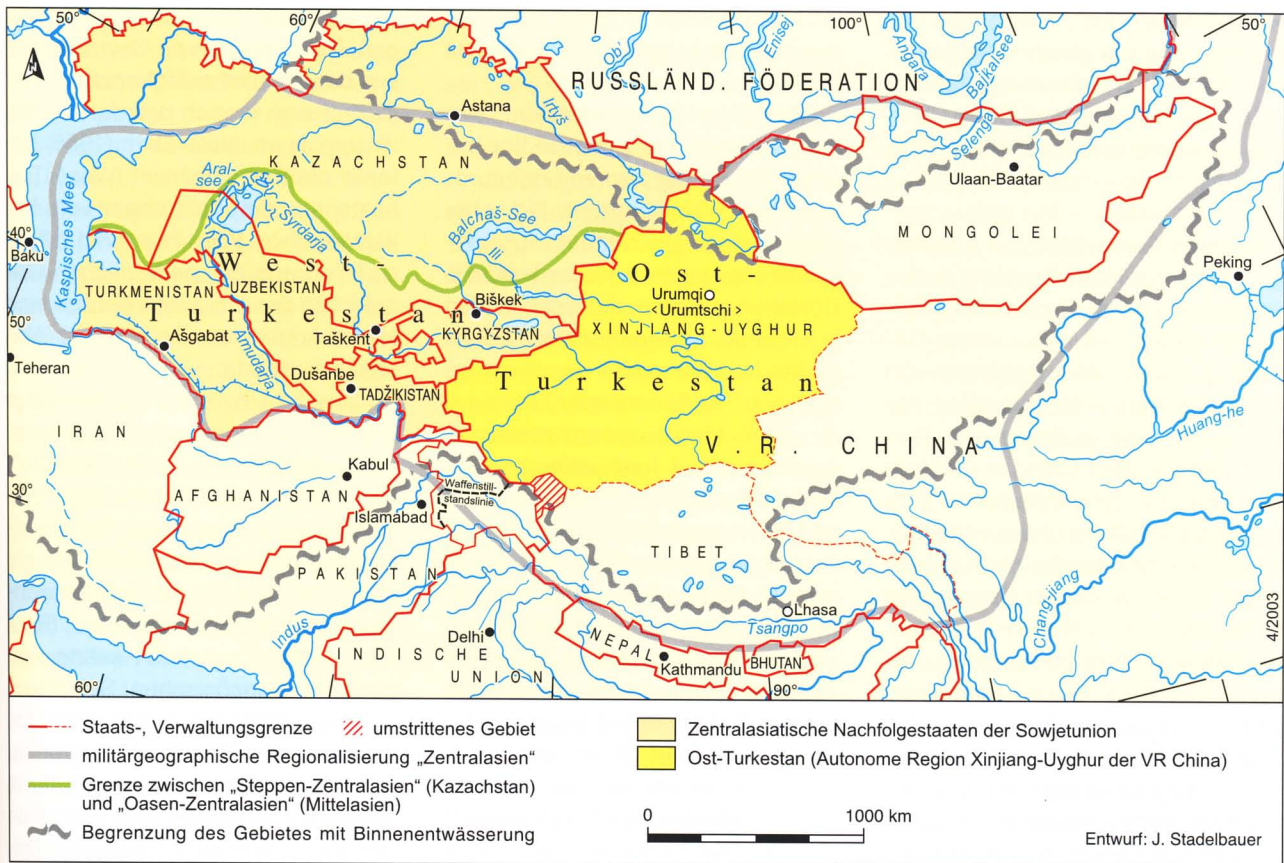 50°
60°
100°
50°
Ob'
Enisej
Angara
Baikalsee
RUSSLÄND. FÖDERATION
Irtyš
Astana
Selenga
KAZACHSTAN
Ulaan-Baatar
Aral-
see
Syrdarja
Balchaš-See
Ili
Kaspisches Meer
40°
Baku
MONGOLEI
Peking
West-
Ost-
TURKMENISTAN
UZBEKISTAN
Urumqi
<Urumtschi>
Biškek
Turkestan
XINJIANG-UYGHUR
50°
Ašgabat
Taškent
KYRGYZSTAN
Teheran
Amudarja
Dušanbe
TADŽIKISTAN
Turkestan
IRAN
Huang-he
V. R. CHINA
Kabul
AFGHANISTAN
Waffenstill-
standslinie
30°
Islamabad
TIBET
PAKISTAN
Lhasa
Tsangpo
Chang-jiang
Indus
Delhi
NEPAL
INDISCHE
UNION
Kathmandu
BHUTAN
4/2003
60°
90°
Staats-, Verwaltungsgrenze
umstrittenes Gebiet
militärgeographische Regionalisierung „Zentralasien"
Grenze zwischen „Steppen-Zentralasien" (Kazachstan)
und „Oasen-Zentralasien" (Mittelasien)
Begrenzung des Gebietes mit Binnenentwässerung
Zentralasiatische Nachfolgestaaten der Sowjetunion
Ost-Turkestan (Autonome Region Xinjiang-Uyghur der VR China)
0 1000 km
Entwurf: J. Stadelbauer